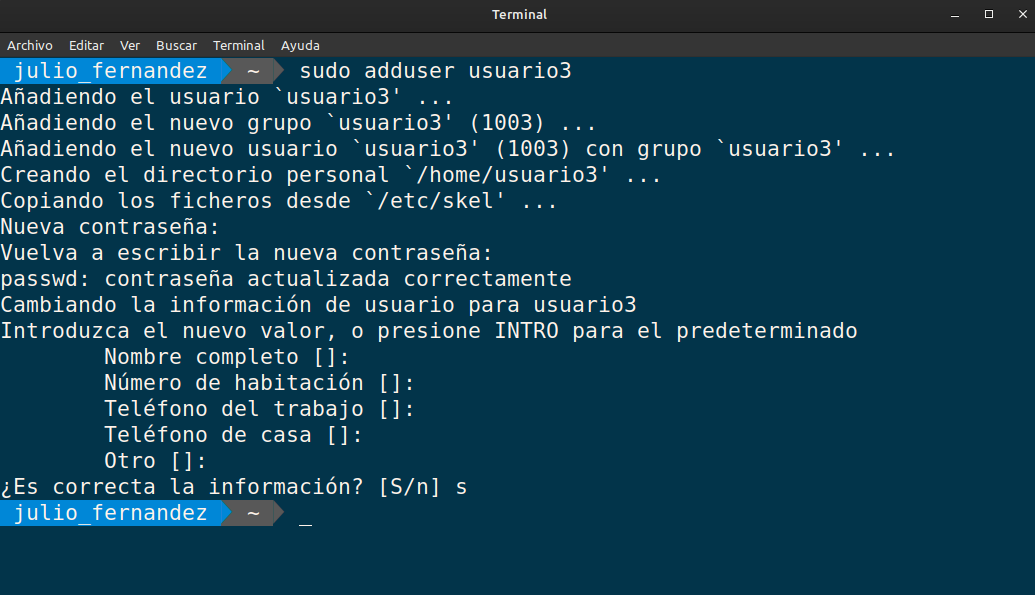 Terminal
Archivo Editar Ver Buscar Terminal Ayuda
julio_fernandez ~ sudo adduser usuario3
Añadiendo el usuario `usuario3' ...
Añadiendo el nuevo grupo `usuario3' (1003) ...
Añadiendo el nuevo usuario `usuario3' (1003) con grupo `usuario3' ...
Creando el directorio personal `/home/usuario3' ...
Copiando los ficheros desde `/etc/skel' ...
Nueva contraseña:
Vuelva a escribir la nueva contraseña:
passwd: contraseña actualizada correctamente
Cambiando la información de usuario para usuario3
Introduzca el nuevo valor, o presione INTRO para el predeterminado
Nombre completo []:
Número de habitación []:
Teléfono del trabajo []:
Teléfono de casa []:
Otro []:
¿Es correcta la información? [S/n] s
julio_fernandez ~ _